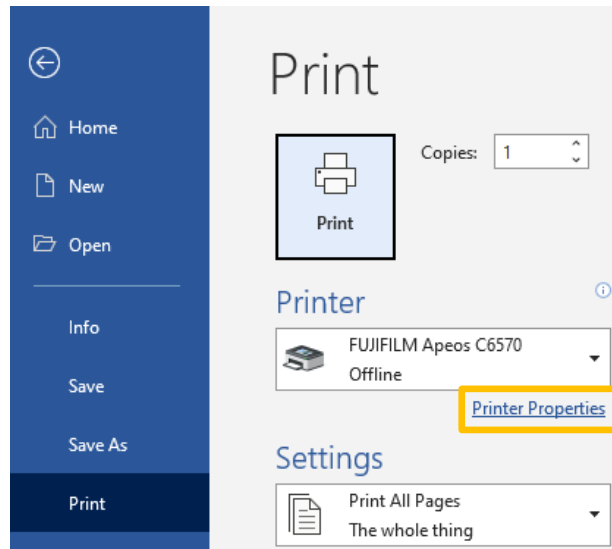 Print
Home
New
Open
Info
Save
Save As
Print
Copies: 1
Print
Printer
FUJIFILM Apeos C6570
Offline
Printer Properties
Settings
Print All Pages
The whole thing